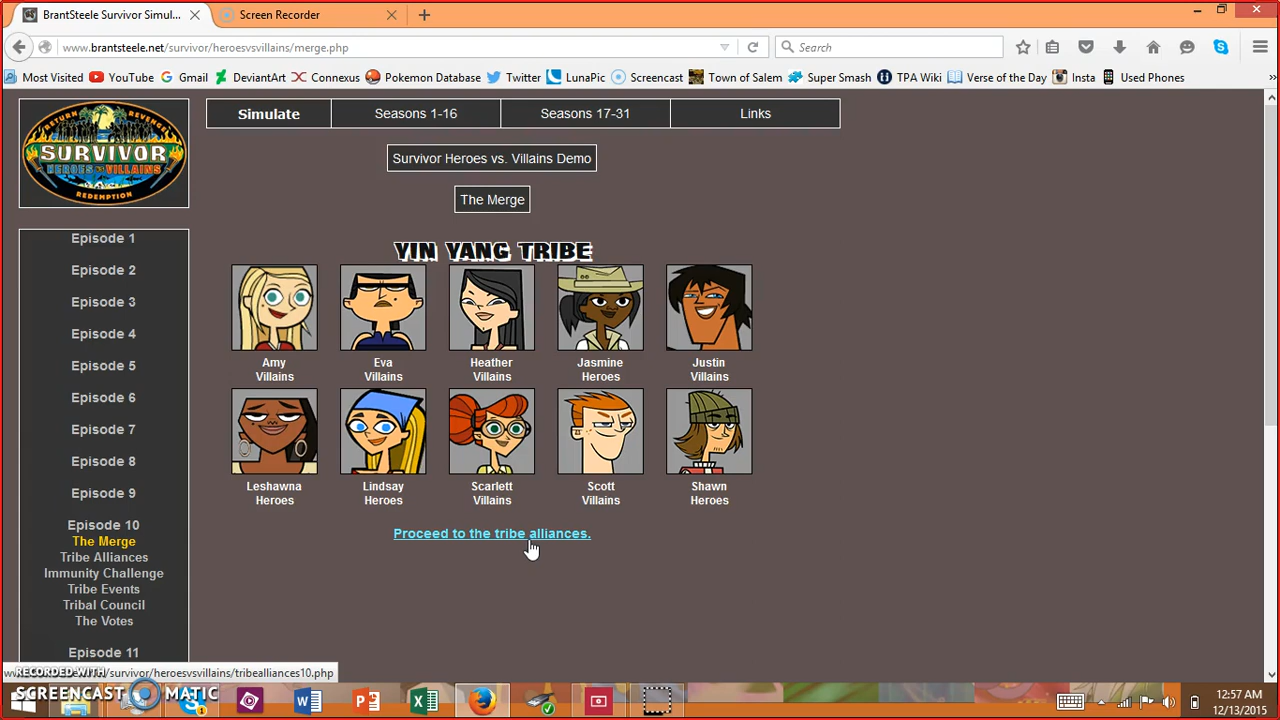 BrantSteele Survivor Simul...
Screen Recorder
www.brantsteele.net/survivor/heroesvsvillains/merge.php
Search
Most Visited
YouTube
Gmail
DeviantArt
Connexus
Pokemon Database
Twitter
LunaPic
Screencast
Town of Salem
Super Smash
TPA Wiki
Verse of the Day
Insta
Used Phones
RETURN REVENGE
SURVIVOR
HEROES VS VILLAINS
REDEMPTION
Simulate
Seasons 1-16
Seasons 17-31
Links
Survivor Heroes vs. Villains Demo
The Merge
YIN YANG TRIBE
Amy
Villains
Eva
Villains
Heather
Villains
Jasmine
Heroes
Justin
Villains
Leshawna
Heroes
Lindsay
Heroes
Scarlett
Villains
Scott
Villains
Shawn
Heroes
Proceed to the tribe alliances.
Episode 1
Episode 2
Episode 3
Episode 4
Episode 5
Episode 6
Episode 7
Episode 8
Episode 9
Episode 10
The Merge
Tribe Alliances
Immunity Challenge
Tribe Events
Tribal Council
The Votes
Episode 11
/survivor/heroesvsvillains/tribealliances10.php
RECORDED WITH
SCREENCAST MATIC
12:57 AM
12/13/2015